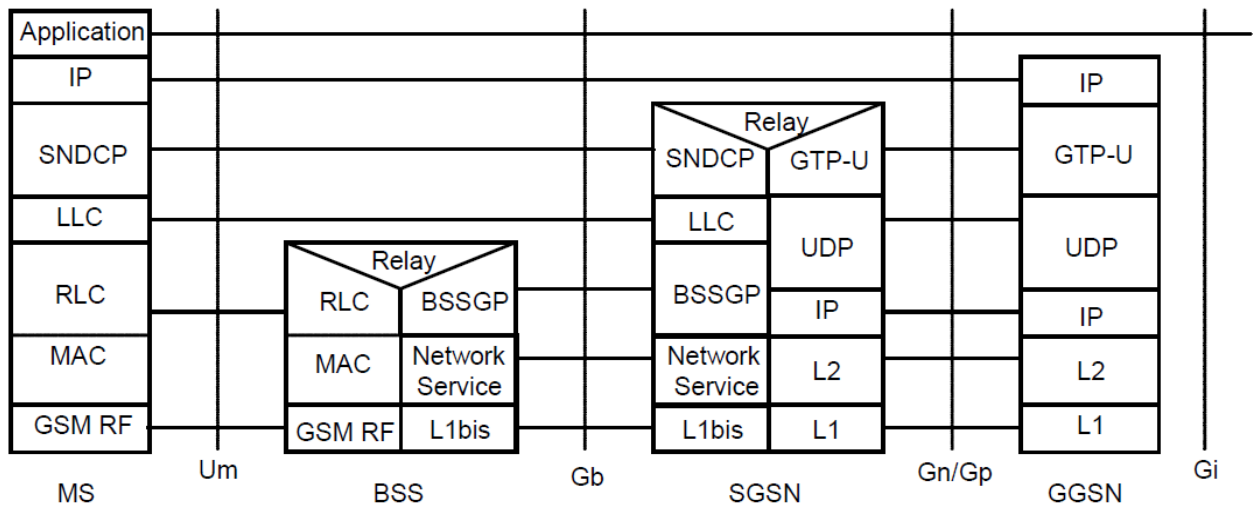 Application
IP
SNDCP
LLC
RLC
MAC
GSM RF
MS
Um
Relay
RLC
BSSGP
MAC
Network
Service
GSM RF
L1bis
BSS
Gb
Relay
SNDCP
GTP-U
LLC
UDP
BSSGP
IP
Network
Service
L2
L1bis
L1
SGSN
Gn/Gp
IP
GTP-U
UDP
IP
L2
L1
GGSN
Gi